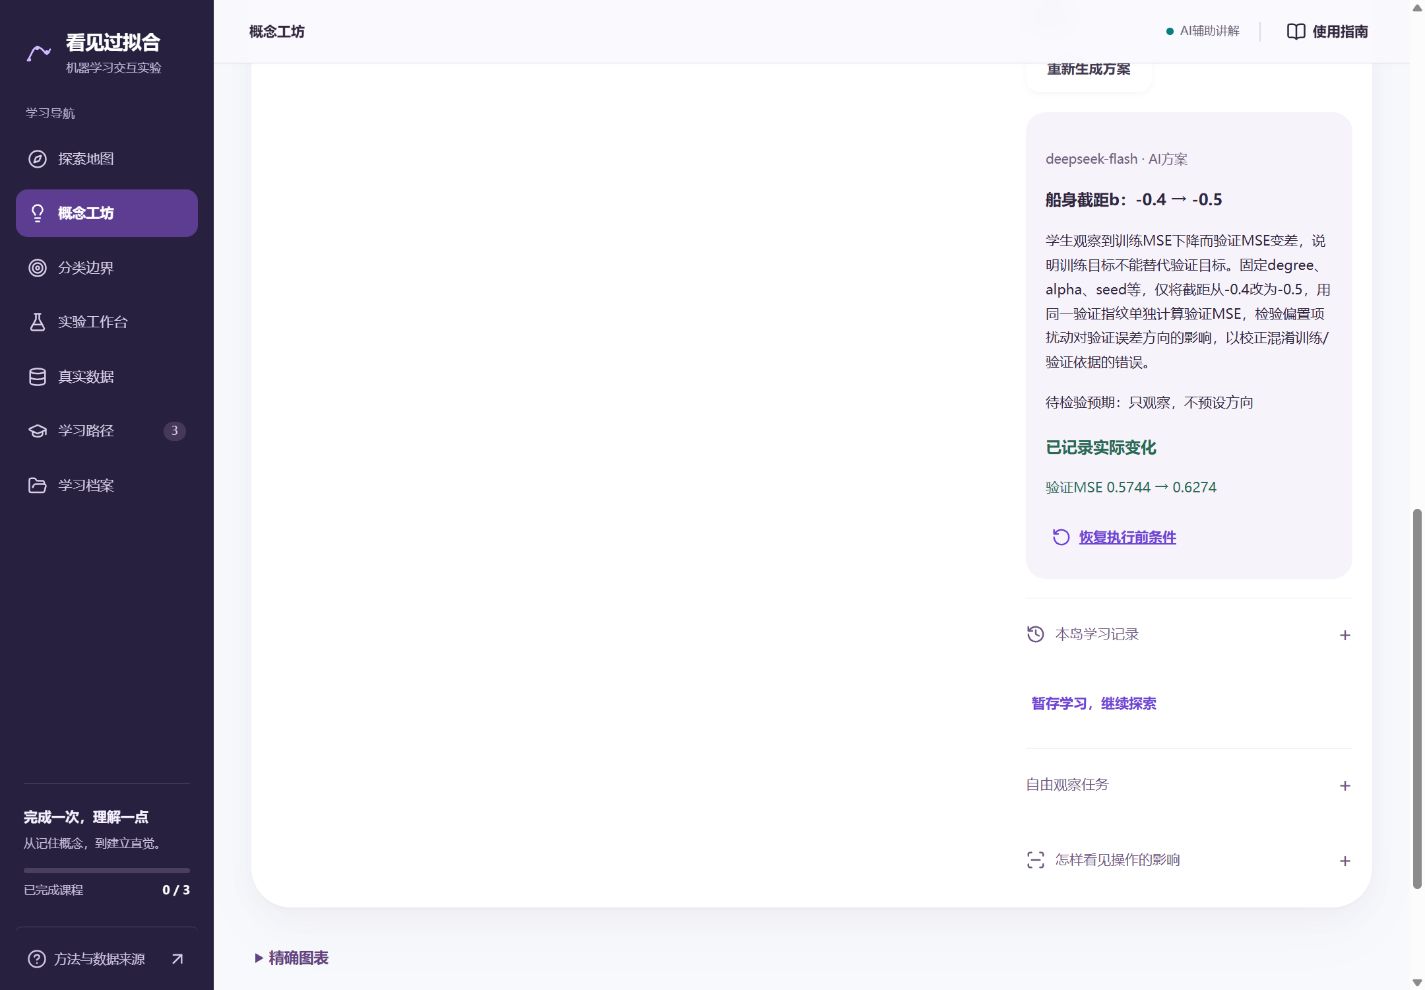 看见过拟合
机器学习交互实验
学习导航
探索地图
概念工坊
分类边界
实验工作台
真实数据
学习路径 3
学习档案
完成一次，理解一点
从记住概念，到建立直觉。
已完成课程 0 / 3
方法与数据来源
概念工坊
AI辅助讲解
使用指南
重新生成方案
deepseek-flash · AI方案
船身截距b：-0.4 → -0.5
学生观察到训练MSE下降而验证MSE变差，说
明训练目标不能替代验证目标。固定degree、
alpha、seed等，仅将截距从-0.4改为-0.5，用
同一验证指纹单独计算验证MSE，检验偏置项
扰动对验证误差方向的影响，以校正混淆训练/
验证依据的错误。
待检验预期：只观察，不预设方向
已记录实际变化
验证MSE 0.5744 → 0.6274
恢复执行前条件
本岛学习记录 +
暂存学习，继续探索
自由观察任务 +
怎样看见操作的影响 +
精确图表